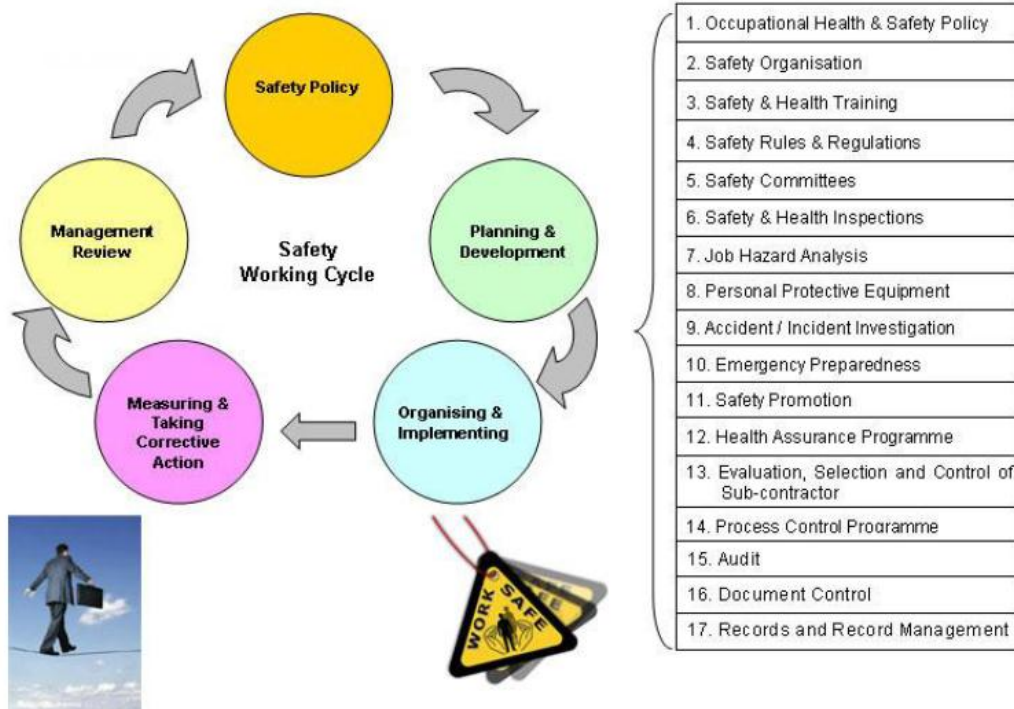 Safety Policy
Planning &
Development
Organising &
Implementing
Measuring &
Taking
Corrective
Action
Management
Review
Safety
Working Cycle
WORK
SAFE
1. Occupational Health & Safety Policy
2. Safety Organisation
3. Safety & Health Training
4. Safety Rules & Regulations
5. Safety Committees
6. Safety & Health Inspections
7. Job Hazard Analysis
8. Personal Protective Equipment
9. Accident / Incident Investigation
10. Emergency Preparedness
11. Safety Promotion
12. Health Assurance Programme
13. Evaluation, Selection and Control of
Sub-contractor
14. Process Control Programme
15. Audit
16. Document Control
17. Records and Record Management